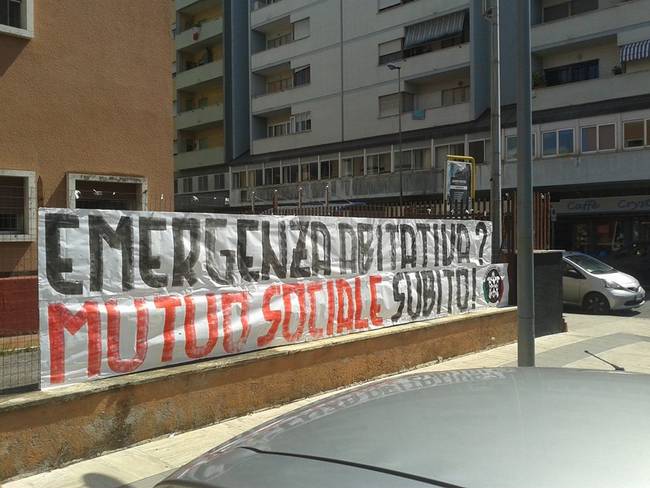 EMERGENZA ABITATIVA?
MUTUO SOCIALE SUBITO!
Caffè